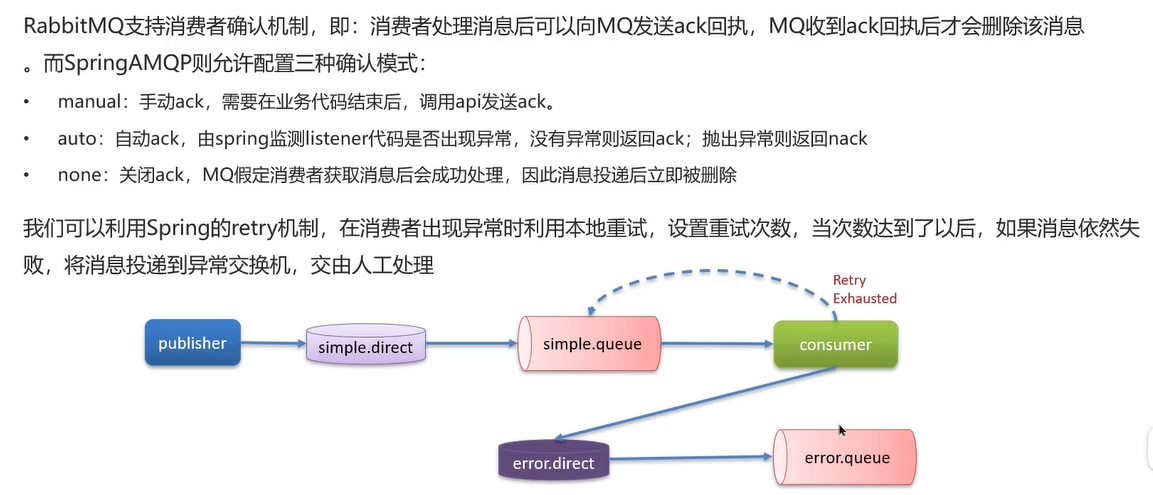 RabbitMQ支持消费者确认机制，即：消费者处理消息后可以向MQ发送ack回执，MQ收到ack回执后才会删除该消息
。而SpringAMQP则允许配置三种确认模式：
• manual：手动ack，需要在业务代码结束后，调用api发送ack。
• auto：自动ack，由spring监测listener代码是否出现异常，没有异常则返回ack；抛出异常则返回nack
• none：关闭ack，MQ假定消费者获取消息后会成功处理，因此消息投递后立即被删除
我们可以利用Spring的retry机制，在消费者出现异常时利用本地重试，设置重试次数，当次数达到了以后，如果消息依然失
败，将消息投递到异常交换机，交由人工处理
Retry
Exhausted
publisher
simple.direct
simple.queue
consumer
error.direct
error.queue